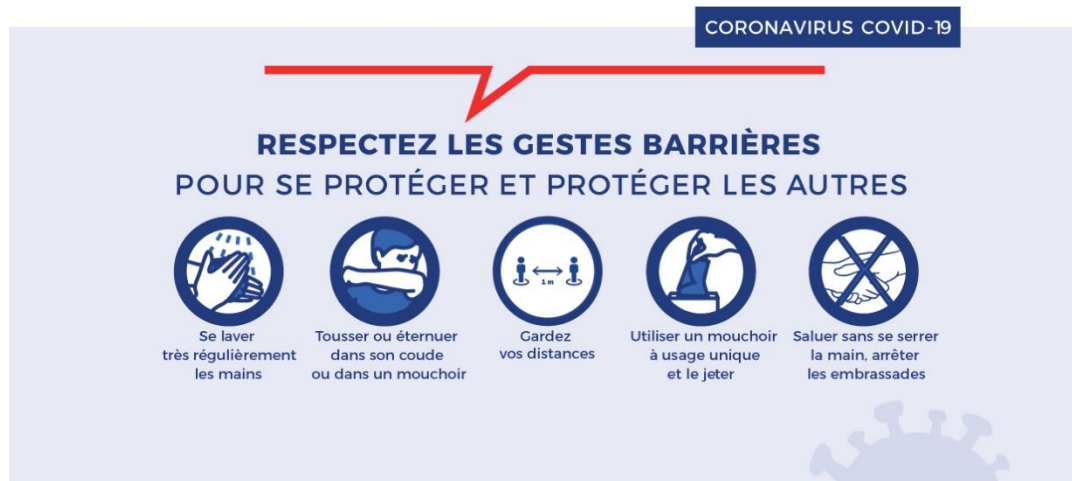 CORONAVIRUS COVID-19
RESPECTEZ LES GESTES BARRIÈRES
POUR SE PROTÉGER ET PROTÉGER LES AUTRES
1m
Se laver
très régulièrement
les mains
Tousser ou éternuer
dans son coude
ou dans un mouchoir
Gardez
vos distances
Utiliser un mouchoir
à usage unique
et le jeter
Saluer sans se serrer
la main, arrêter
les embrassades